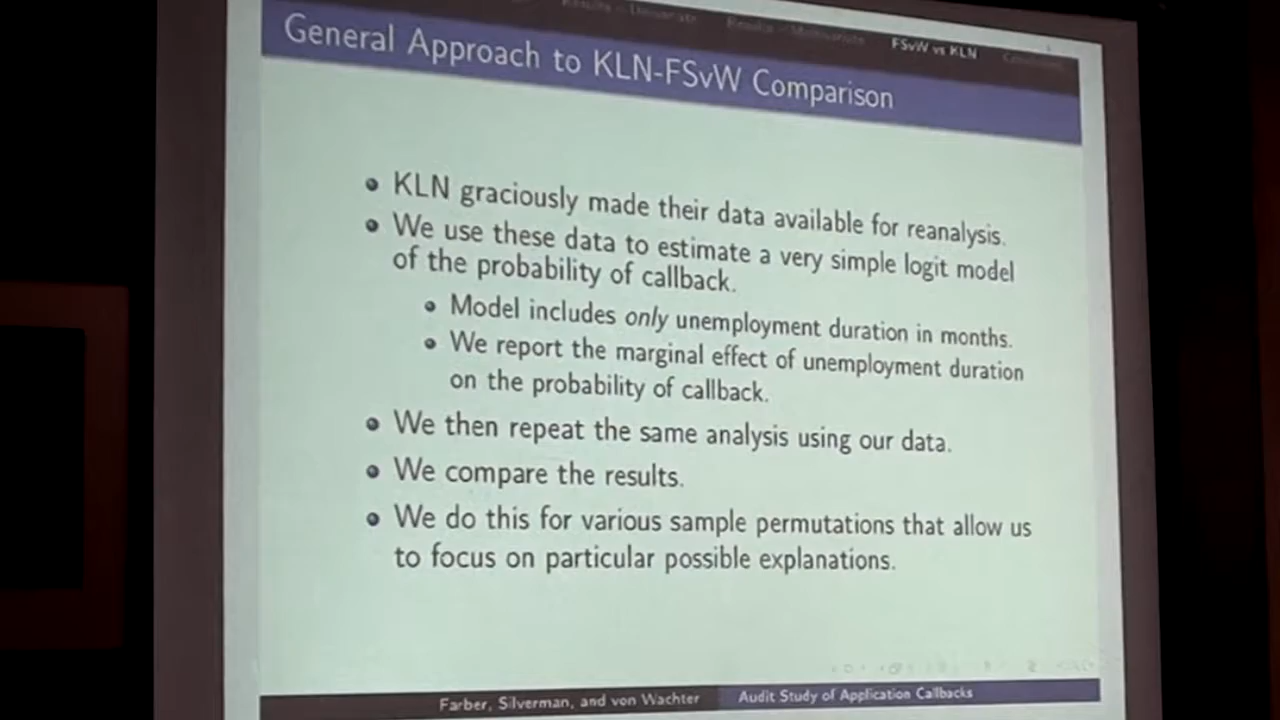 Results - Univariate Results - Multivariate FSvW vs KLN
General Approach to KLN-FSvW Comparison
KLN graciously made their data available for reanalysis.
We use these data to estimate a very simple logit model
of the probability of callback.
Model includes only unemployment duration in months.
We report the marginal effect of unemployment duration
on the probability of callback.
We then repeat the same analysis using our data.
We compare the results.
We do this for various sample permutations that allow us
to focus on particular possible explanations.
Farber, Silverman, and von Wachter Audit Study of Application Callbacks